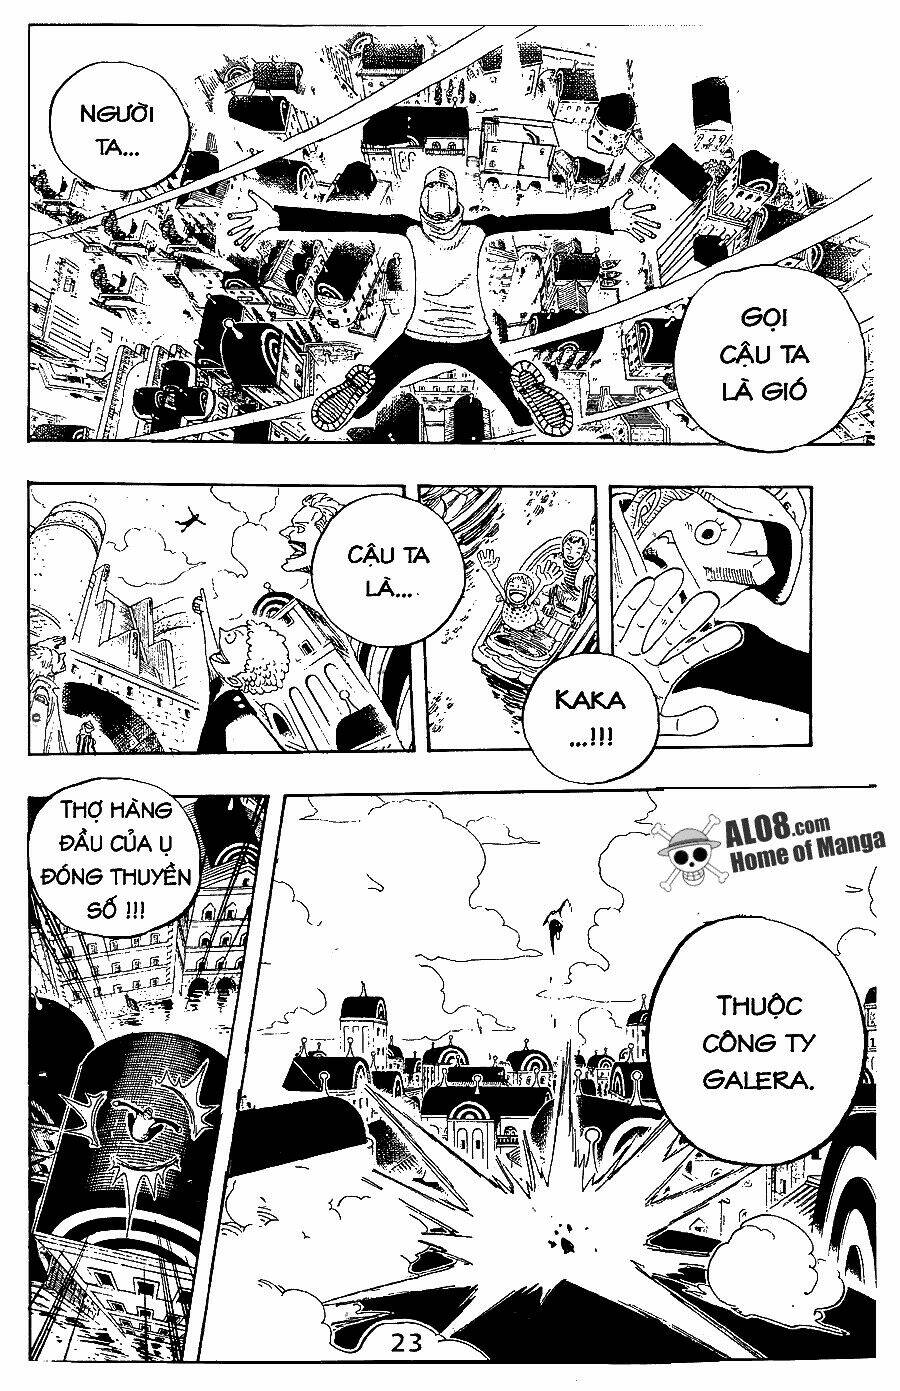 NGƯỜI
TA...
GỌI
CẬU TA
LÀ GIÓ
CẬU TA
LÀ...
KAKA
...!!!
THỢ HÀNG
ĐẦU CỦA Ụ
ĐÓNG THUYỀN
SỐ !!!
AL08.com
Home of Manga
THUỘC
CÔNG TY
GALERA.
23